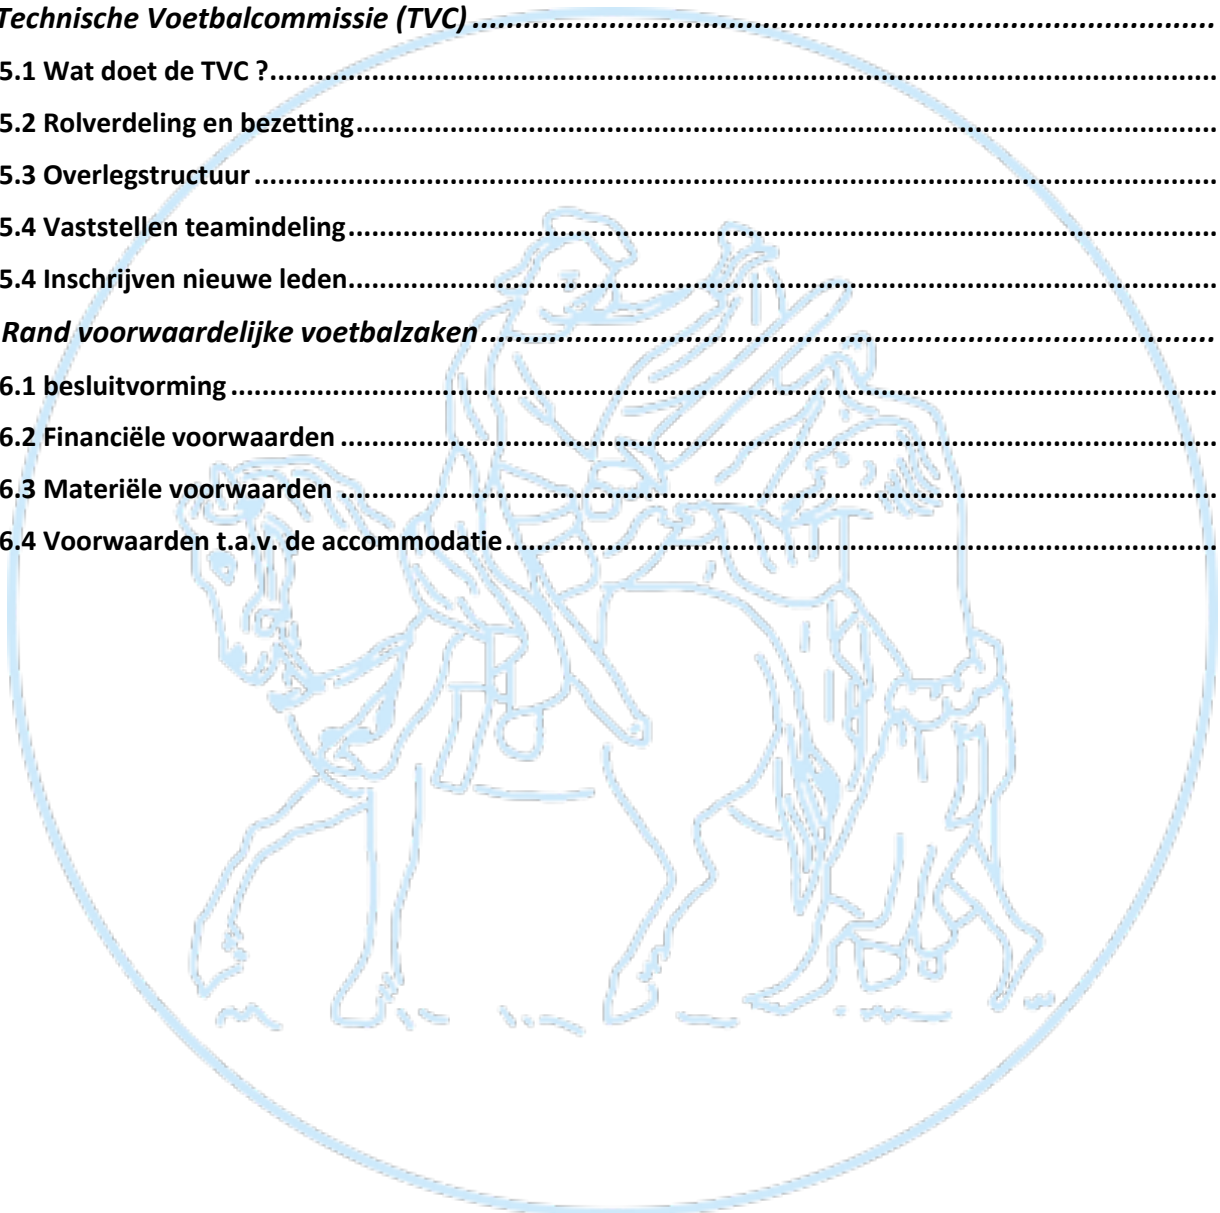 Technische Voetbalcommissie (TVC)................................................................................
5.1 Wat doet de TVC ?................................................................................
5.2 Rolverdeling en bezetting................................................................................
5.3 Overlegstructuur................................................................................
5.4 Vaststellen teamindeling................................................................................
5.4 Inschrijven nieuwe leden................................................................................
Rand voorwaardelijke voetbalzaken................................................................................
6.1 besluitvorming................................................................................
6.2 Financiële voorwaarden................................................................................
6.3 Materiële voorwaarden................................................................................
6.4 Voorwaarden t.a.v. de accommodatie................................................................................